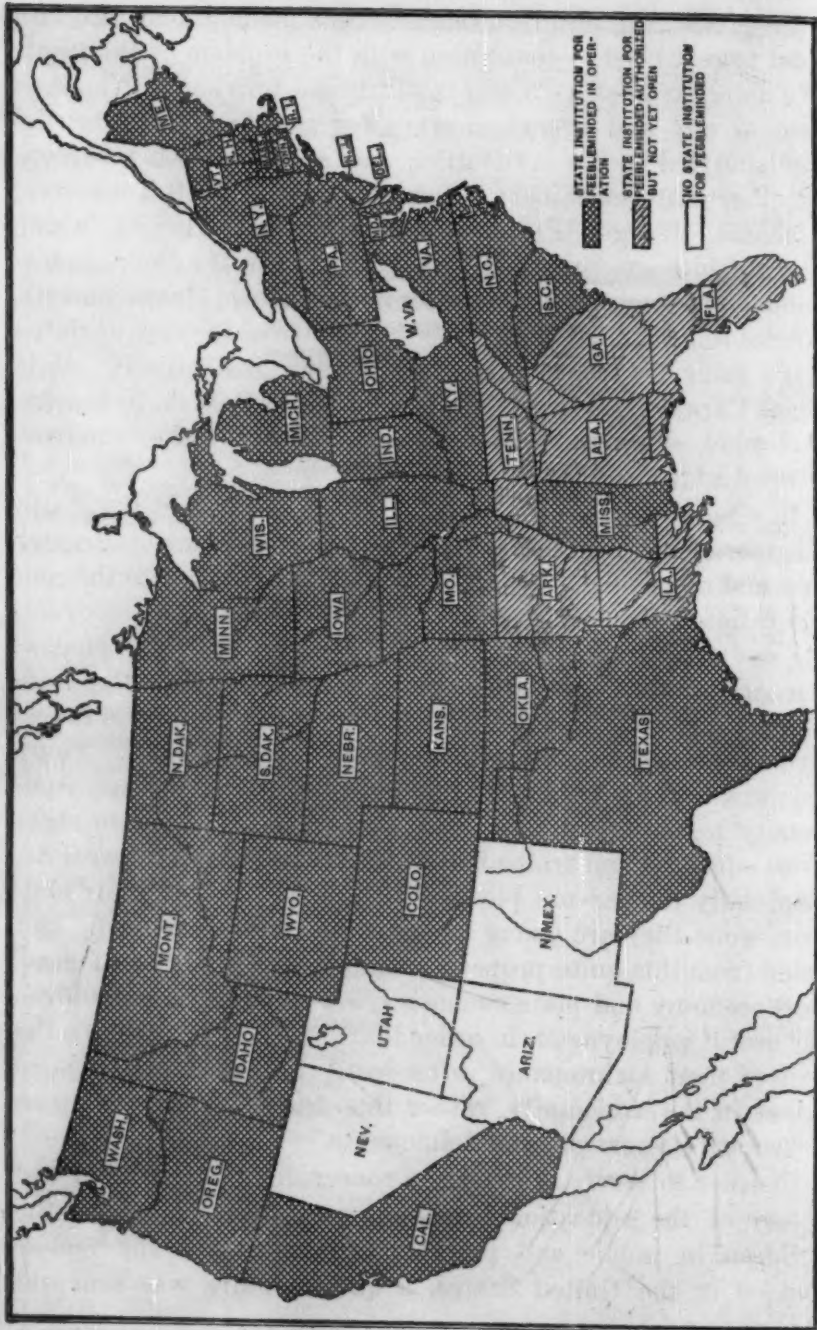 WASH.
OREG.
CAL.
IDAHO
NEV.
UTAH
ARIZ.
MONT.
WYO.
COLO.
N.MEX.
N.DAK.
S.DAK.
NEBR.
KANS.
OKLA.
TEXAS
MINN.
IOWA
MO.
ARK.
LA.
WIS.
ILL.
MISS.
MICH.
IND.
KY.
TENN.
ALA.
OHIO
W.VA
GA.
FLA.
ME.
VT.
N.H.
N.Y.
R.I.
PA.
N.J.
DEL.
VA.
N.C.
S.C.
STATE INSTITUTION FOR
FEEBLEMINDED IN OPER-
ATION
STATE INSTITUTION FOR
FEEBLEMINDED AUTHORIZED
BUT NOT YET OPEN
NO STATE INSTITUTION
FOR FEEBLEMINDED